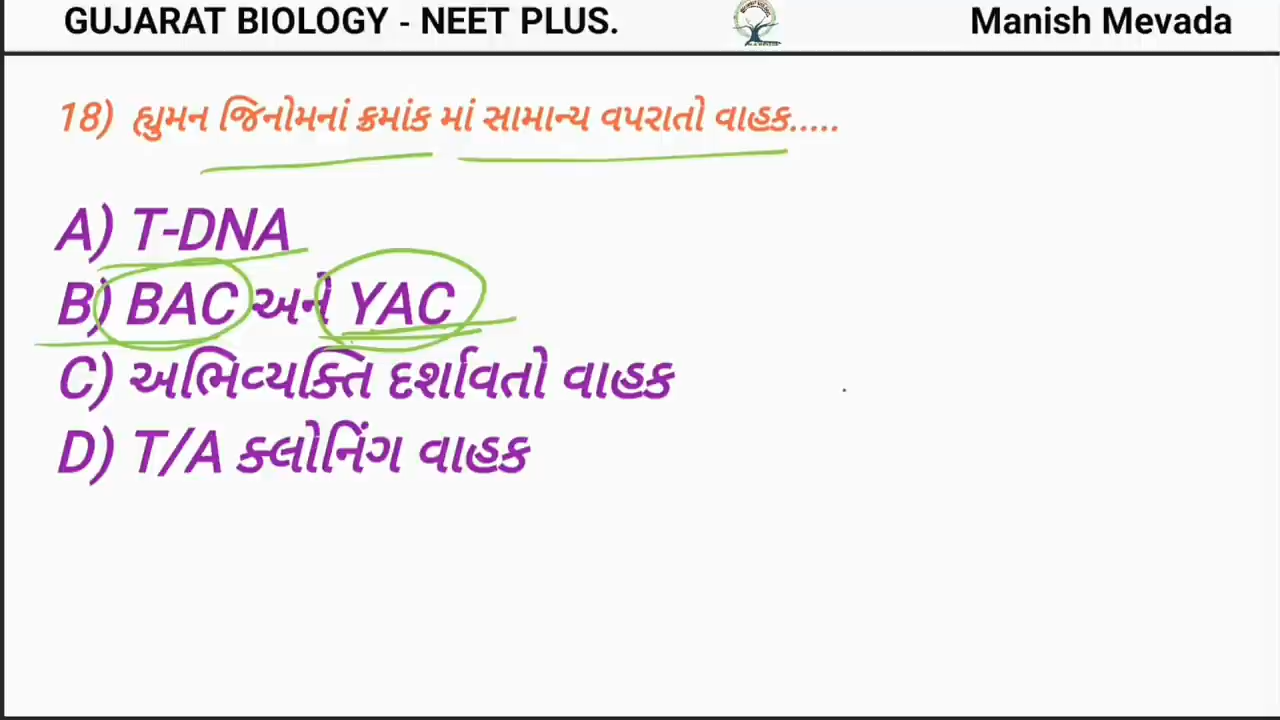 GUJARAT BIOLOGY - NEET PLUS.
Manish Mevada
18) હ્યુમન જિનોમનાં ક્રમાંક માં સામાન્ય વપરાતો વાહક.....
A) T-DNA
B) BAC અને YAC
C) અભિવ્યક્તિ દર્શાવતો વાહક
D) T/A ક્લોનિંગ વાહક